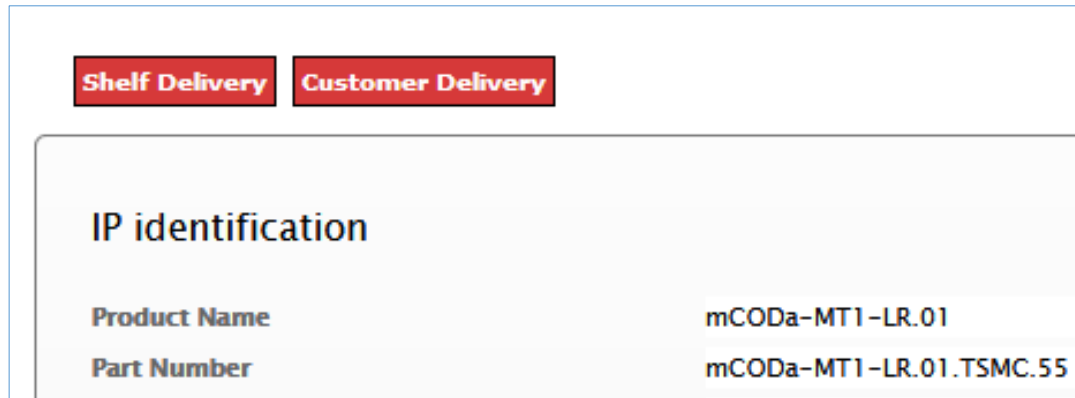 Shelf Delivery Customer Delivery
IP identification
Product Name mCODa-MT1-LR.01
Part Number mCODa-MT1-LR.01.TSMC.55